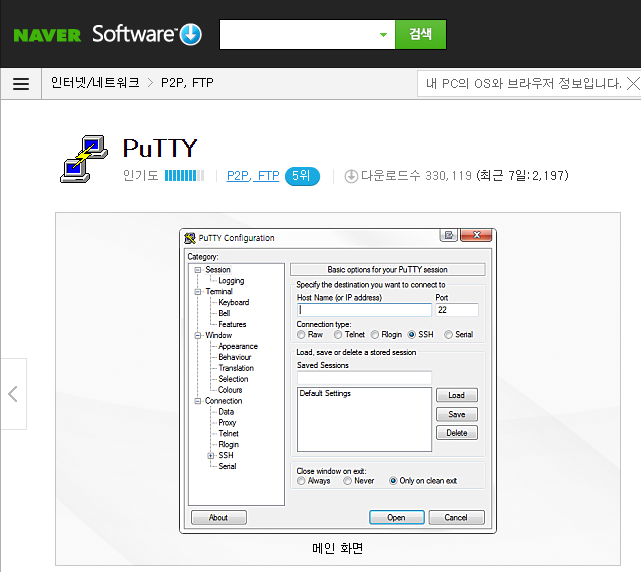 NAVER Software 검색
인터넷/네트워크 > P2P, FTP
내 PC의 OS와 브라우저 정보입니다.
PuTTY
인기도 P2P, FTP 5위 다운로드수 330,119 (최근 7일:2,197)
PuTTY Configuration
Category:
Session
Logging
Terminal
Keyboard
Bell
Features
Window
Appearance
Behaviour
Translation
Selection
Colours
Connection
Data
Proxy
Telnet
Rlogin
SSH
Serial
Basic options for your PuTTY session
Specify the destination you want to connect to
Host Name (or IP address) Port
22
Connection type:
Raw Telnet Rlogin SSH Serial
Load, save or delete a stored session
Saved Sessions
Default Settings
Load
Save
Delete
Close window on exit:
Always Never Only on clean exit
About Open Cancel
메인 화면